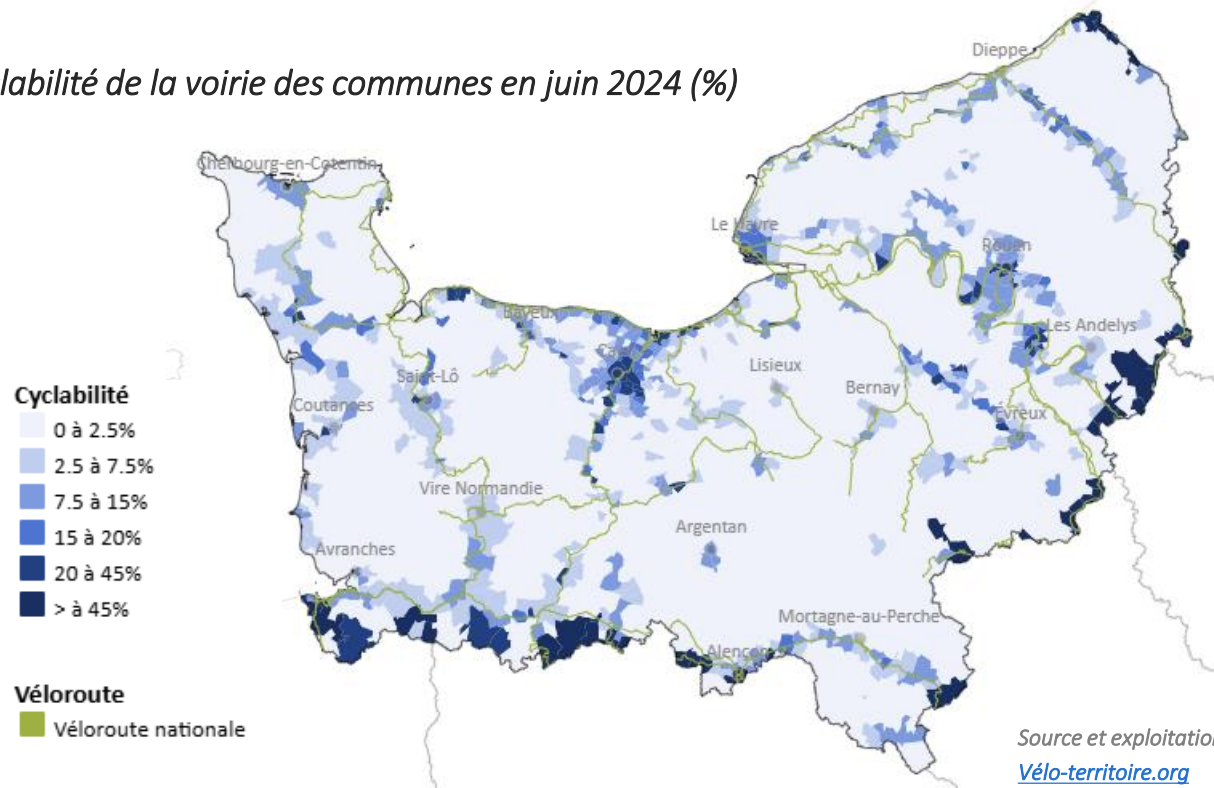 labilité de la voirie des communes en juin 2024 (%)
Dieppe
Cherbourg-en-Cotentin
Le Havre
Rouen
Bayeux
Les Andelys
Caen
Lisieux
Saint-Lô
Bernay
Cyclabilité
0 à 2.5%
Coutances
Évreux
2.5 à 7.5%
7.5 à 15%
Vire Normandie
15 à 20%
Argentan
20 à 45%
Avranches
> à 45%
Mortagne-au-Perche
Alençon
Véloroute
Véloroute nationale
Source et exploitation
Vélo-territoire.org